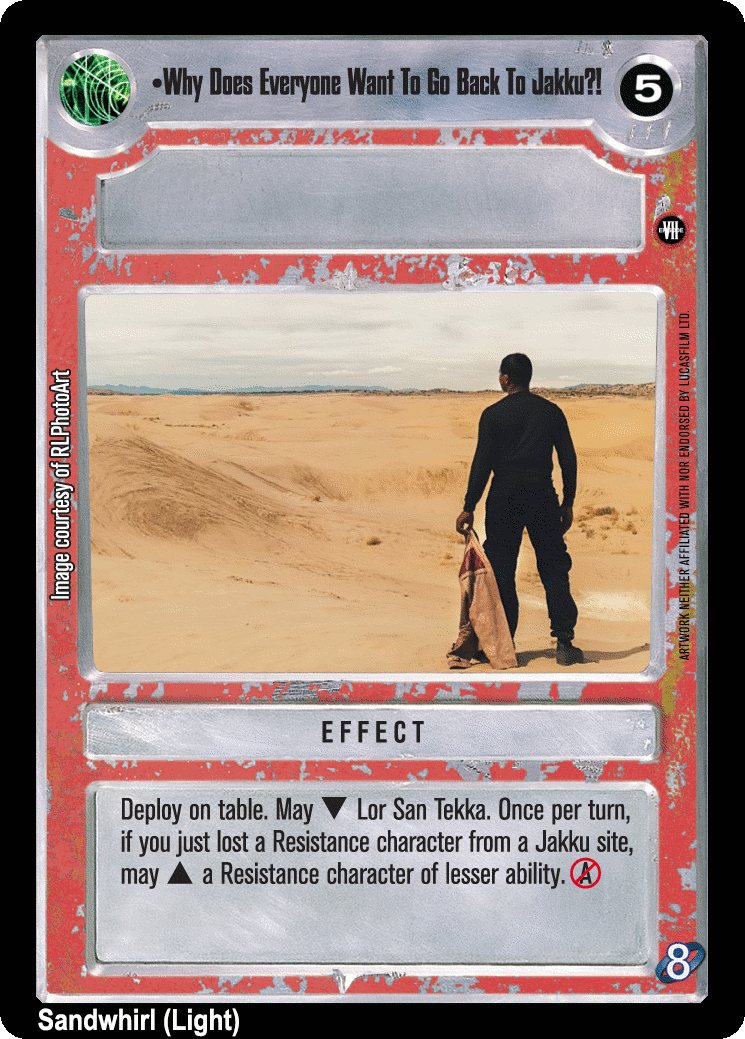 •Why Does Everyone Want To Go Back To Jakku?!
5
EPISODE
VII
Image courtesy of RLPhotoArt
ARTWORK NEITHER AFFILIATED WITH NOR ENDORSED BY LUCASFILM LTD.
EFFECT
Deploy on table. May ▼ Lor San Tekka. Once per turn,
if you just lost a Resistance character from a Jakku site,
may ▲ a Resistance character of lesser ability. A
8
Sandwhirl (Light)